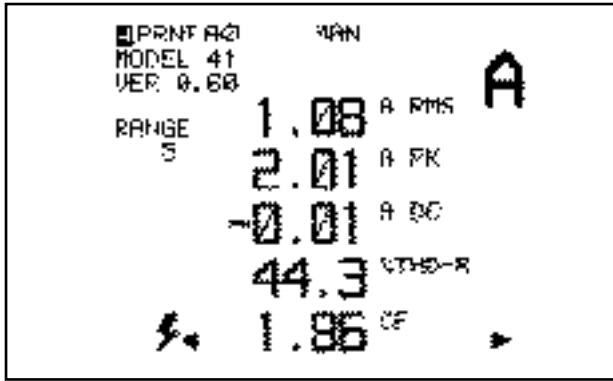 PRNT A0 MAN
MODEL 41
VER 0.60
A
1.08 A RMS
RANGE
5
2.01 A PK
-0.01 A DC
44.3 %THD-R
1.86 CF